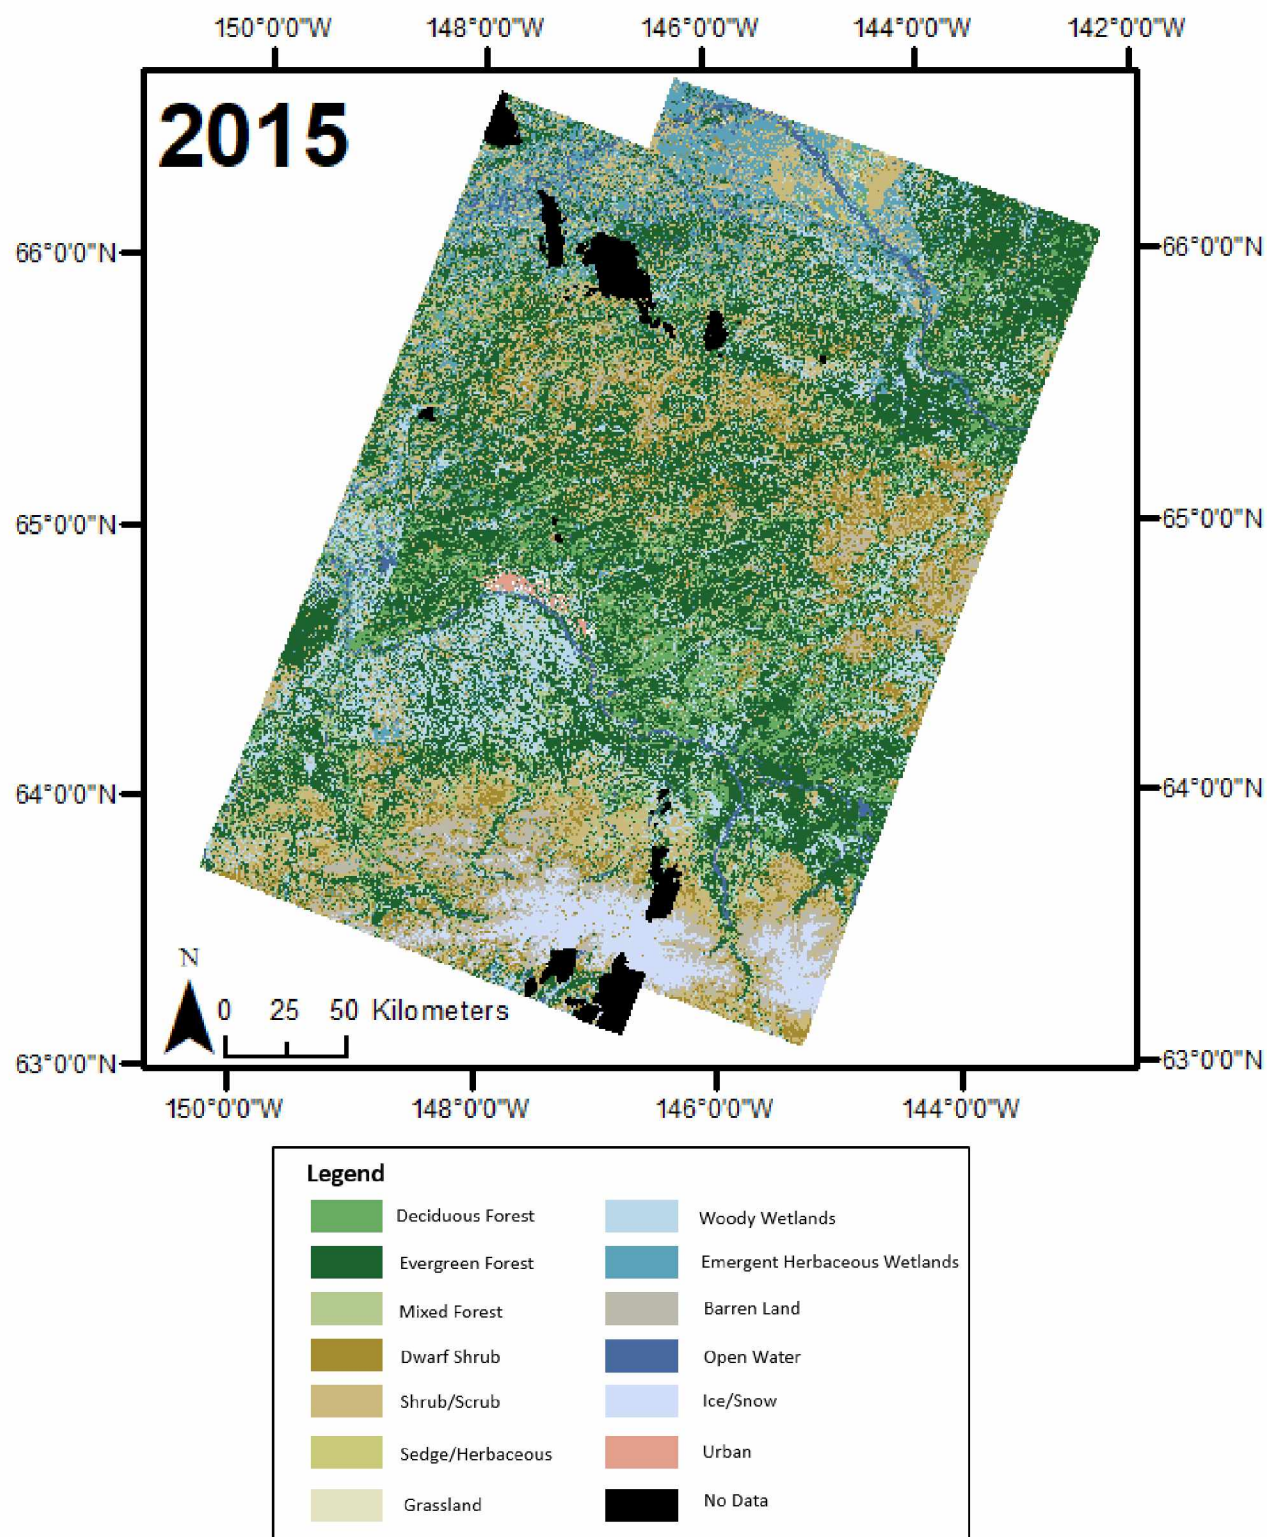 150°0'0"W 148°0'0"W 146°0'0"W 144°0'0"W 142°0'0"W
2015
66°0'0"N 66°0'0"N
65°0'0"N 65°0'0"N
64°0'0"N 64°0'0"N
N
0 25 50 Kilometers
63°0'0"N 63°0'0"N
150°0'0"W 148°0'0"W 146°0'0"W 144°0'0"W
Legend
Deciduous Forest Woody Wetlands
Evergreen Forest Emergent Herbaceous Wetlands
Mixed Forest Barren Land
Dwarf Shrub Open Water
Shrub/Scrub Ice/Snow
Sedge/Herbaceous Urban
Grassland No Data